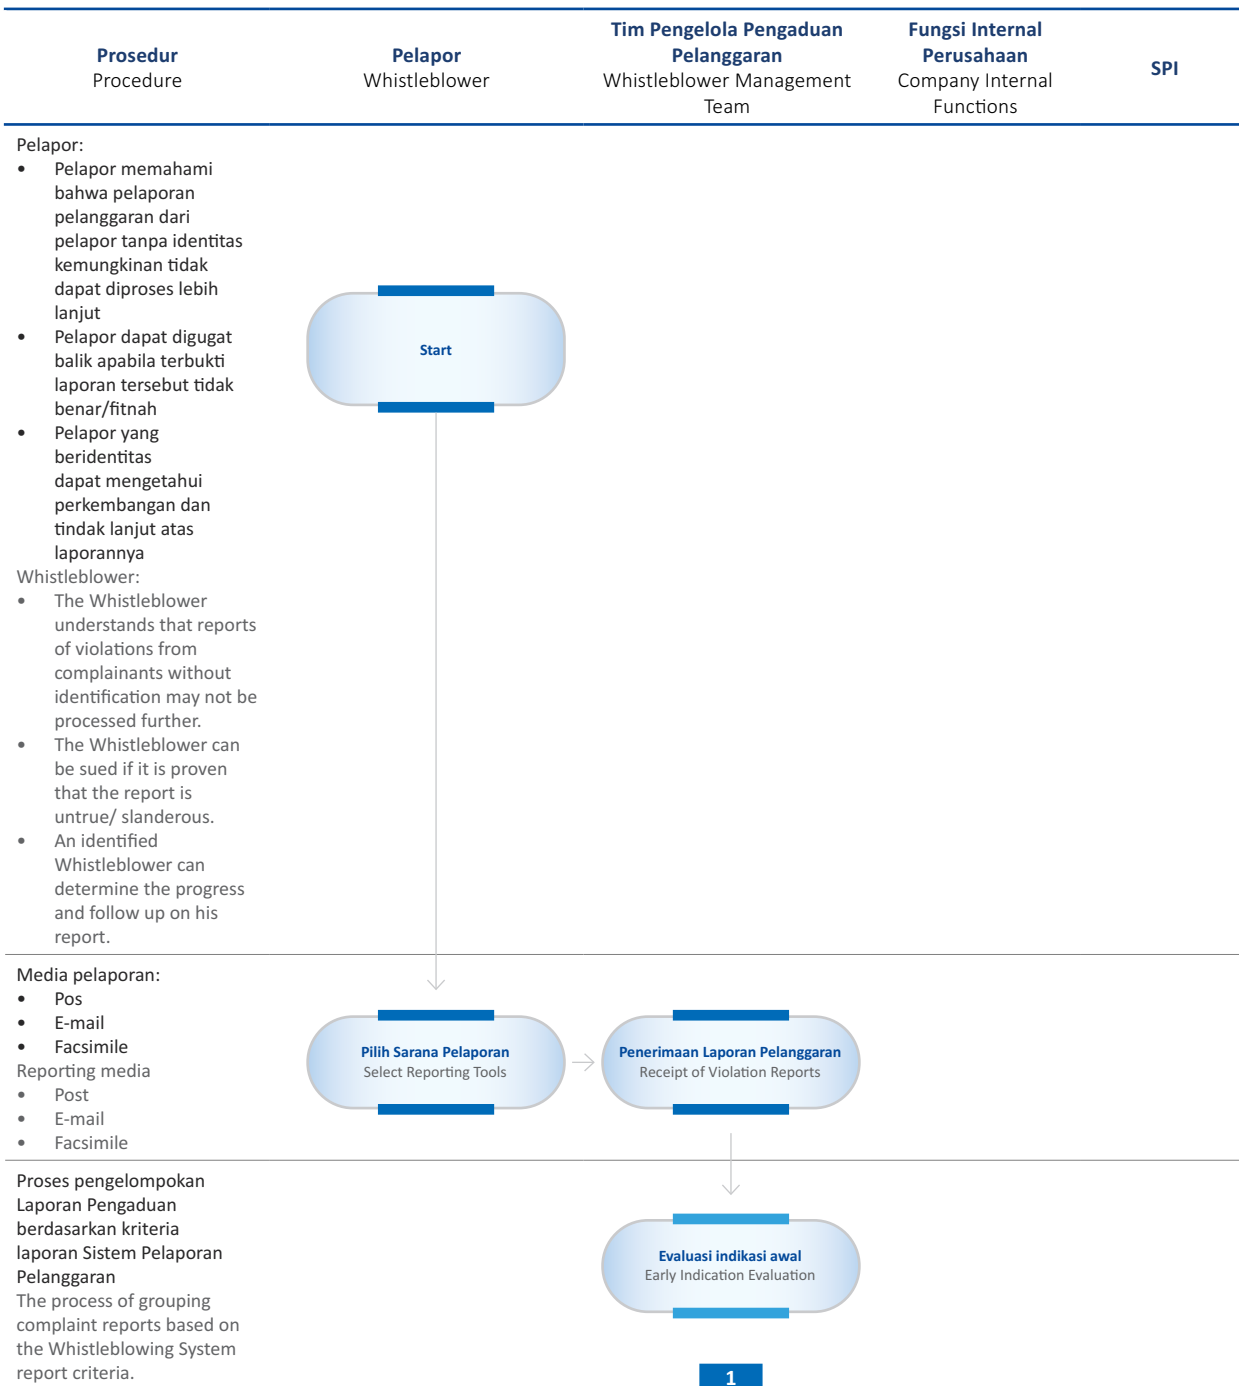 Prosedur
Procedure
Pelapor
Whistleblower
Tim Pengelola Pengaduan
Pelanggaran
Whistleblower Management
Team
Fungsi Internal
Perusahaan
Company Internal
Functions
SPI
Pelapor:
• Pelapor memahami
bahwa pelaporan
pelanggaran dari
pelapor tanpa identitas
kemungkinan tidak
dapat diproses lebih
lanjut
• Pelapor dapat digugat
balik apabila terbukti
laporan tersebut tidak
benar/fitnah
• Pelapor yang
beridentitas
dapat mengetahui
perkembangan dan
tindak lanjut atas
laporannya
Whistleblower:
• The Whistleblower
understands that reports
of violations from
complainants without
identification may not be
processed further.
• The Whistleblower can
be sued if it is proven
that the report is
untrue/ slanderous.
• An identified
Whistleblower can
determine the progress
and follow up on his
report.
Start
Media pelaporan:
• Pos
• E-mail
• Facsimile
Reporting media
• Post
• E-mail
• Facsimile
Pilih Sarana Pelaporan
Select Reporting Tools
Penerimaan Laporan Pelanggaran
Receipt of Violation Reports
Proses pengelompokan
Laporan Pengaduan
berdasarkan kriteria
laporan Sistem Pelaporan
Pelanggaran
The process of grouping
complaint reports based on
the Whistleblowing System
report criteria.
Evaluasi indikasi awal
Early Indication Evaluation
1